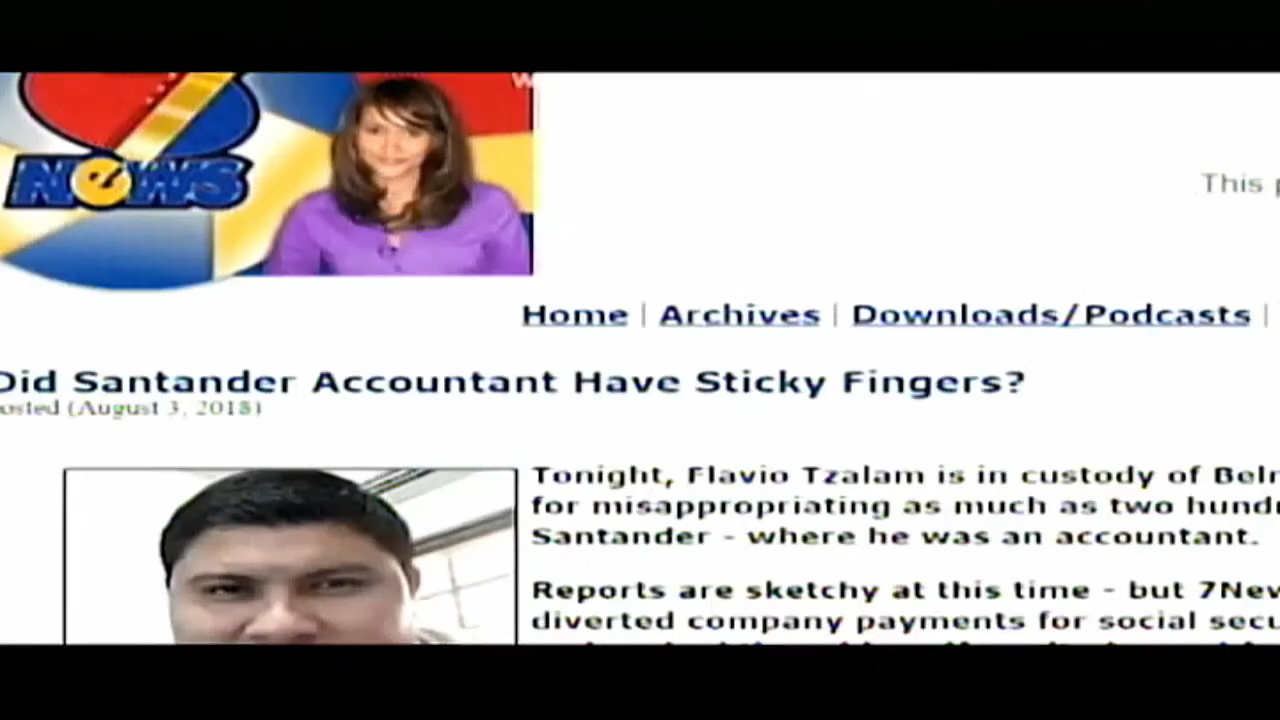 7
NeWS
This
Home | Archives | Downloads/Podcasts |
Did Santander Accountant Have Sticky Fingers?
osted (August 3, 2018)
Tonight, Flavio Tzalam is in custody of
for misappropriating as much as two
Santander - where he was an accountant.
Reports are sketchy at this time - but
diverted company payments for social